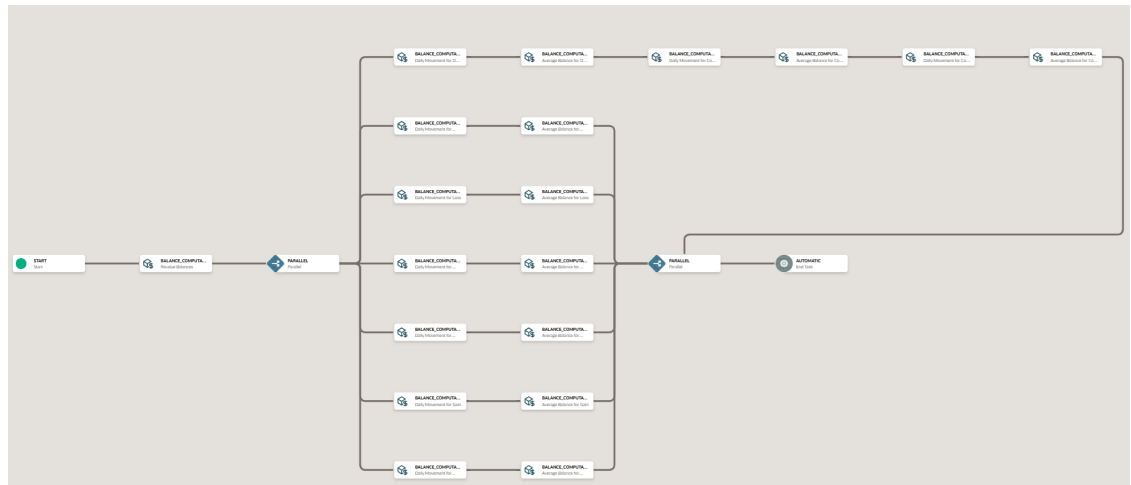 BALANCE_COMPUTA...
Daily Movement for O...
BALANCE_COMPUTA...
Average Balance for O...
BALANCE_COMPUTA...
Daily Movement for Co...
BALANCE_COMPUTA...
Average Balance for Co...
BALANCE_COMPUTA...
Daily Movement for Co...
BALANCE_COMPUTA...
Average Balance for Co...
BALANCE_COMPUTA...
Daily Movement for ...
BALANCE_COMPUTA...
Average Balance for ...
BALANCE_COMPUTA...
Daily Movement for Loss
BALANCE_COMPUTA...
Average Balance for Loss
START
Start
BALANCE_COMPUTA...
Residual Balances
PARALLEL
Parallel
BALANCE_COMPUTA...
Daily Movement for ...
BALANCE_COMPUTA...
Average Balance for ...
PARALLEL
Parallel
AUTOMATIC
End Task
BALANCE_COMPUTA...
Daily Movement for ...
BALANCE_COMPUTA...
Average Balance for ...
BALANCE_COMPUTA...
Daily Movement for Gain
BALANCE_COMPUTA...
Average Balance for Gain
BALANCE_COMPUTA...
Daily Movement for ...
BALANCE_COMPUTA...
Average Balance for ...